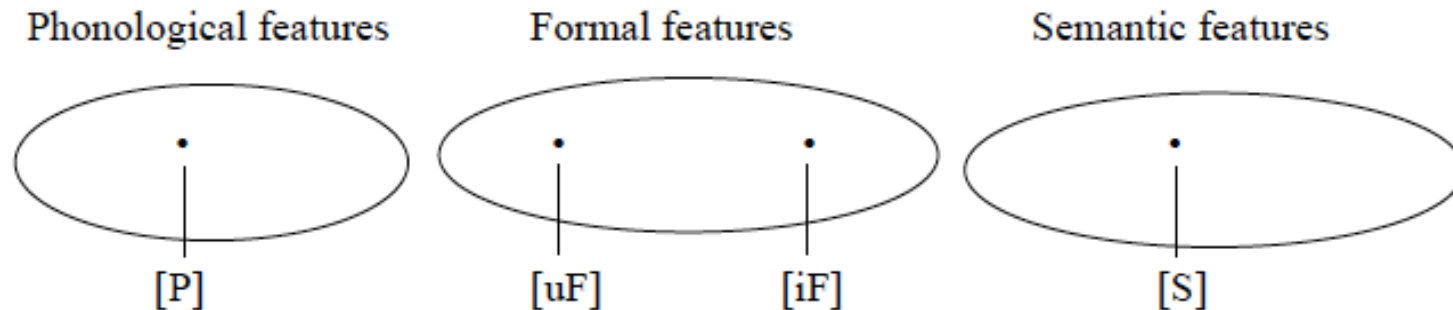 Phonological features Formal features Semantic features
[P] [uF] [iF] [S]